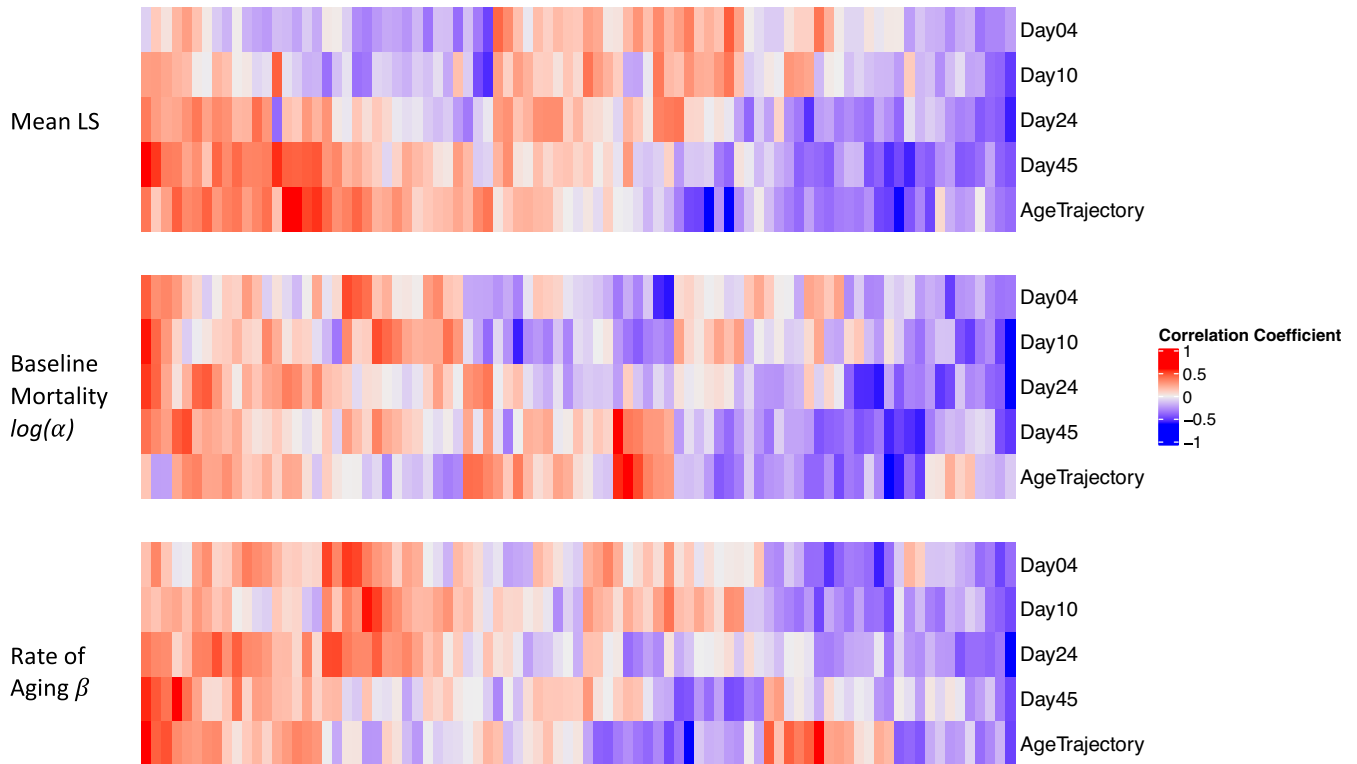 Mean LS
Day04
Day10
Day24
Day45
AgeTrajectory
Baseline
Mortality
log(α)
Day04
Day10
Day24
Day45
AgeTrajectory
Correlation Coefficient
1
0.5
0
−0.5
−1
Rate of
Aging β
Day04
Day10
Day24
Day45
AgeTrajectory